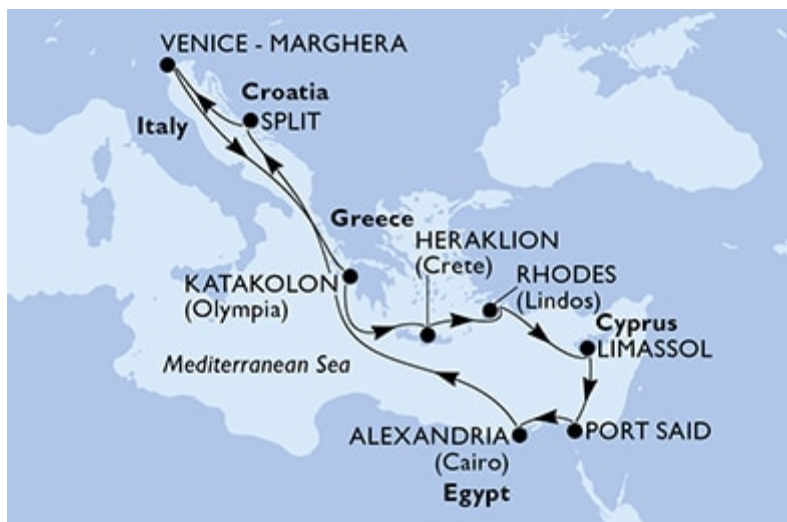 VENICE - MARGHERA
Croatia
SPLIT
Italy
Greece
HERAKLION
(Crete)
KATAKOLON
(Olympia)
RHODES
(Lindos)
Cyprus
LIMASSOL
Mediterranean Sea
ALEXANDRIA
(Cairo)
PORT SAID
Egypt